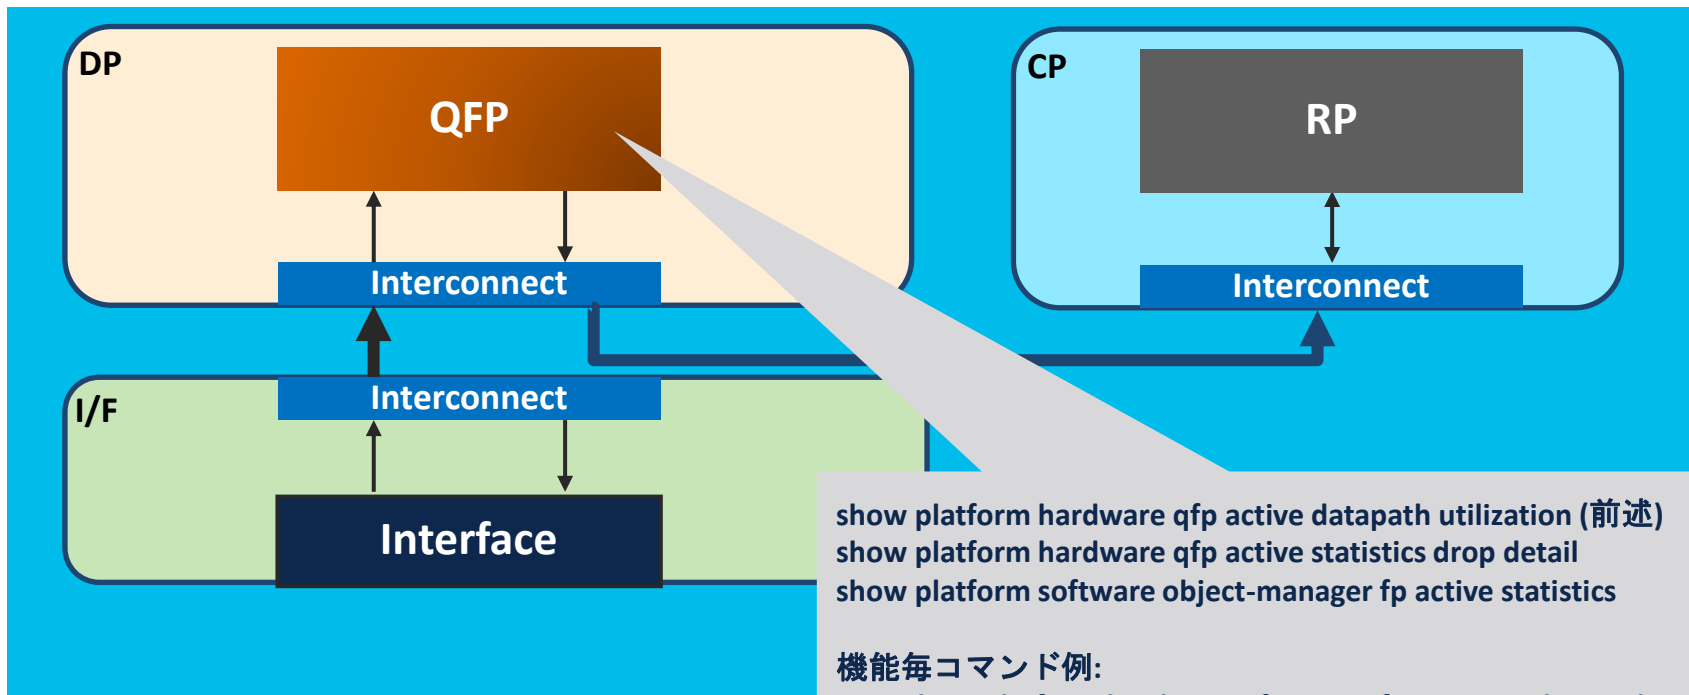 DP
QFP
Interconnect
CP
RP
Interconnect
I/F
Interconnect
Interface
show platform hardware qfp active datapath utilization (前述)
show platform hardware qfp active statistics drop detail
show platform software object-manager fp active statistics
機能毎コマンド例: